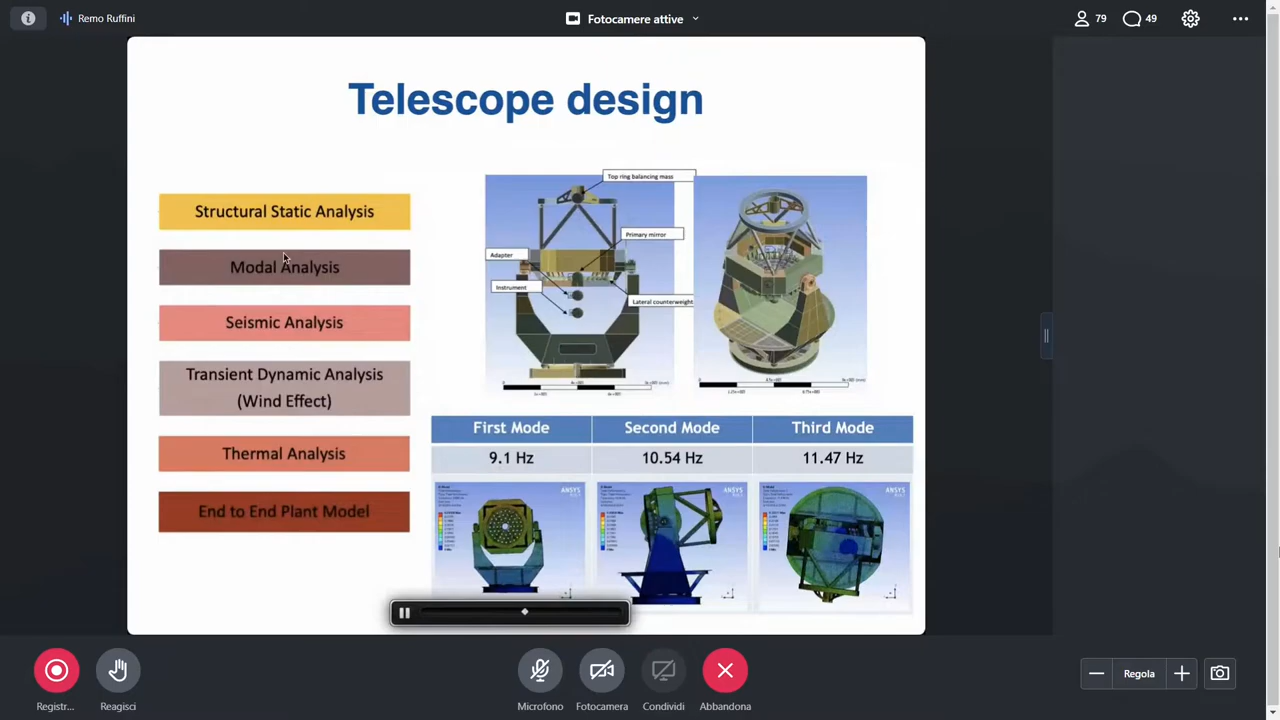 Remo Ruffini
Fotocamere attive
79
49
Telescope design
Structural Static Analysis
Modal Analysis
Seismic Analysis
Transient Dynamic Analysis
(Wind Effect)
Thermal Analysis
End to End Plant Model
Top ring balancing mass
Primary mirror
Adapter
Instrument
Lateral counterweight
First Mode Second Mode Third Mode
9.1 Hz 10.54 Hz 11.47 Hz
ANSYS ANSYS ANSYS
Registr...
Reagisci
Microfono
Fotocamera
Condividi
Abbandona
Regola